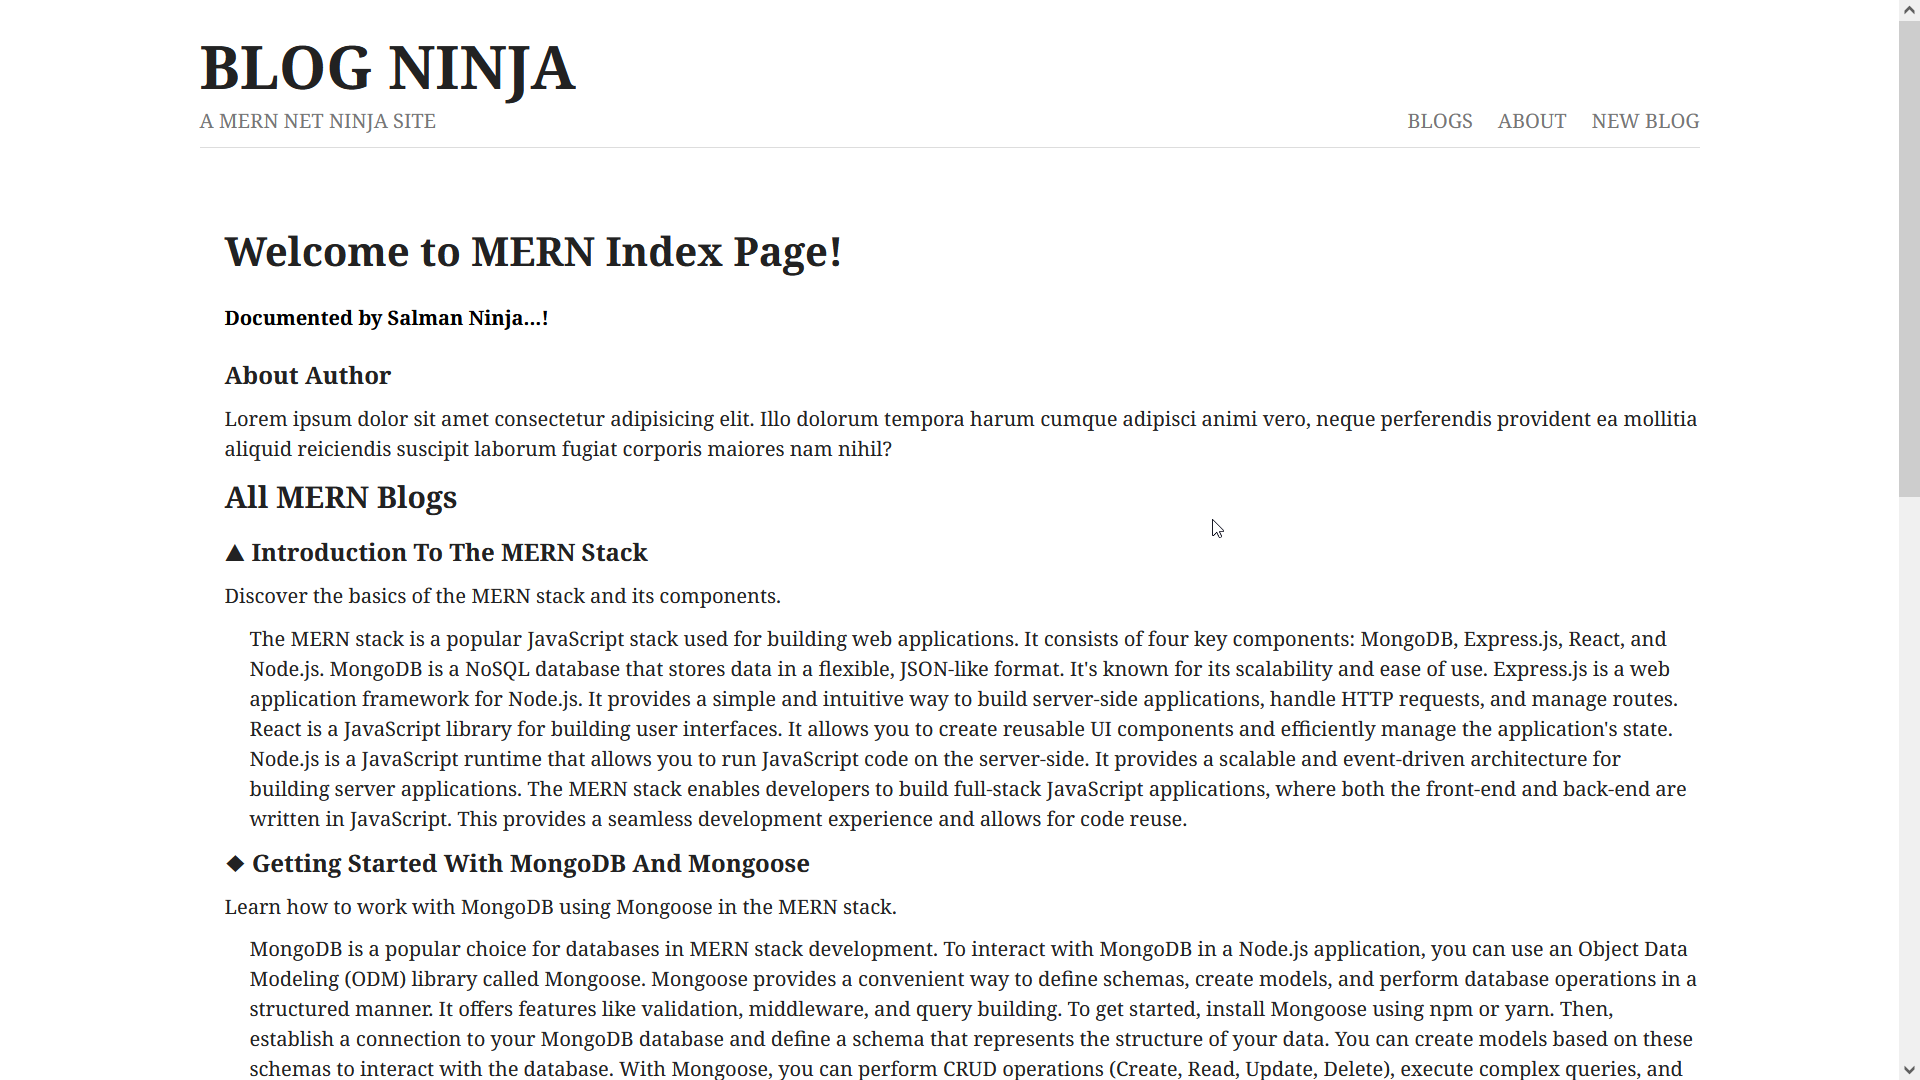 BLOG NINJA
A MERN NET NINJA SITE
BLOGS ABOUT NEW BLOG
Welcome to MERN Index Page!
Documented by Salman Ninja...!
About Author
Lorem ipsum dolor sit amet consectetur adipisicing elit. Illo dolorum tempora harum cumque adipisci animi vero, neque perferendis provident ea mollitia
aliquid reiciendis suscipit laborum fugiat corporis maiores nam nihil?
All MERN Blogs
▲ Introduction To The MERN Stack
Discover the basics of the MERN stack and its components.
The MERN stack is a popular JavaScript stack used for building web applications. It consists of four key components: MongoDB, Express.js, React, and
Node.js. MongoDB is a NoSQL database that stores data in a flexible, JSON-like format. It's known for its scalability and ease of use. Express.js is a web
application framework for Node.js. It provides a simple and intuitive way to build server-side applications, handle HTTP requests, and manage routes.
React is a JavaScript library for building user interfaces. It allows you to create reusable UI components and efficiently manage the application's state.
Node.js is a JavaScript runtime that allows you to run JavaScript code on the server-side. It provides a scalable and event-driven architecture for
building server applications. The MERN stack enables developers to build full-stack JavaScript applications, where both the front-end and back-end are
written in JavaScript. This provides a seamless development experience and allows for code reuse.
◆ Getting Started With MongoDB And Mongoose
Learn how to work with MongoDB using Mongoose in the MERN stack.
MongoDB is a popular choice for databases in MERN stack development. To interact with MongoDB in a Node.js application, you can use an Object Data
Modeling (ODM) library called Mongoose. Mongoose provides a convenient way to define schemas, create models, and perform database operations in a
structured manner. It offers features like validation, middleware, and query building. To get started, install Mongoose using npm or yarn. Then,
establish a connection to your MongoDB database and define a schema that represents the structure of your data. You can create models based on these
schemas to interact with the database. With Mongoose, you can perform CRUD operations (Create, Read, Update, Delete), execute complex queries, and